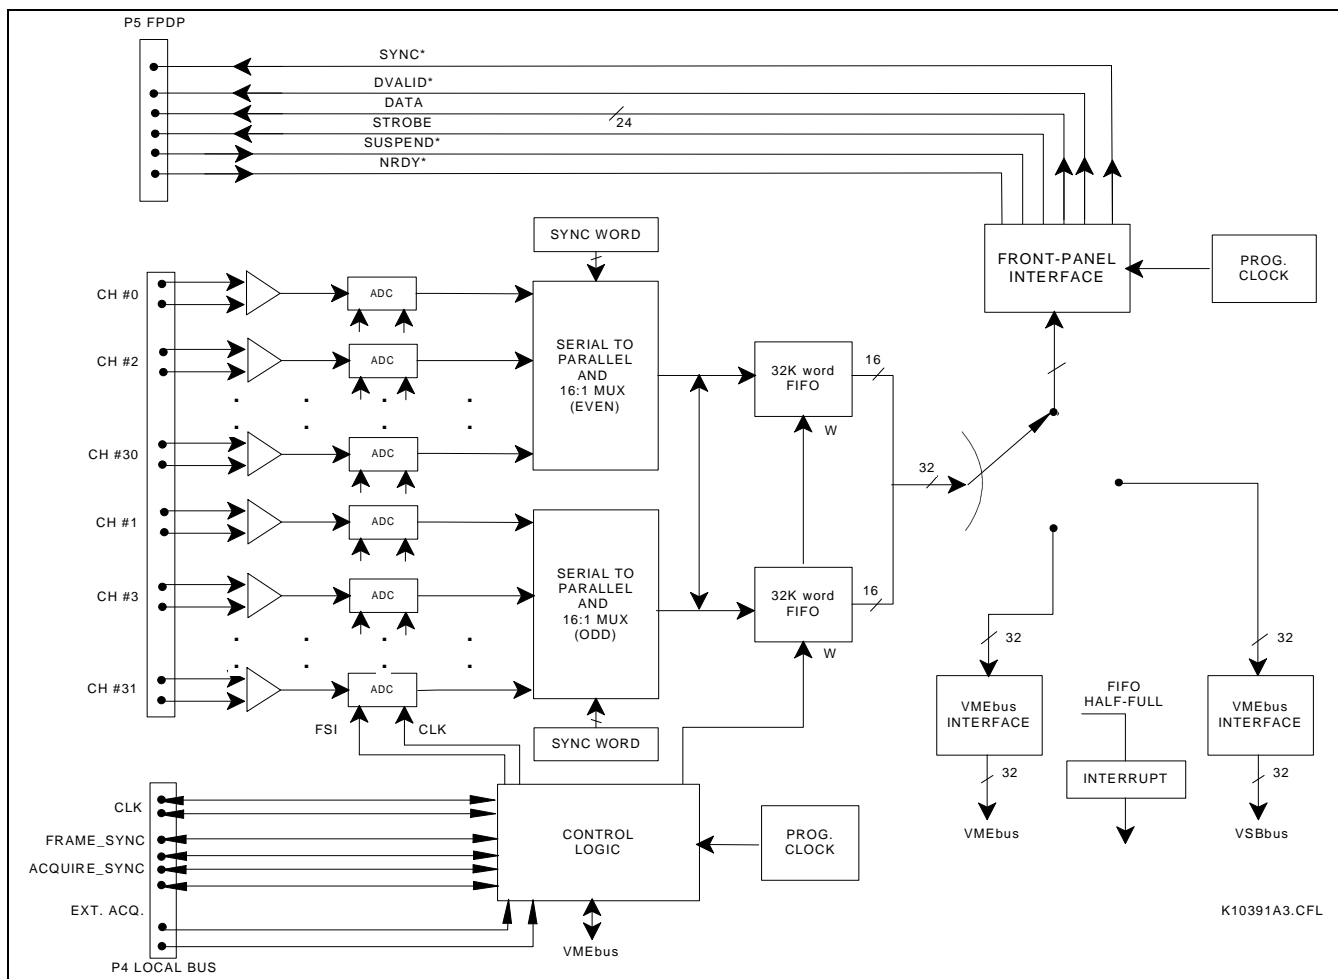 P5 FPDP
SYNC*
DVALID*
DATA
24
STROBE
SUSPEND*
NRDY*
SYNC WORD
FRONT-PANEL
INTERFACE
PROG.
CLOCK
CH #0
ADC
CH #2
ADC
SERIAL TO
PARALLEL
AND
16:1 MUX
(EVEN)
32K word
FIFO
16
W
CH #30
ADC
32
CH #1
ADC
CH #3
ADC
SERIAL TO
PARALLEL
AND
16:1 MUX
(ODD)
32K word
FIFO
16
W
32
32
CH #31
ADC
FSI
CLK
SYNC WORD
VMEbus
INTERFACE
FIFO
HALF-FULL
VMEbus
INTERFACE
32
INTERRUPT
32
VMEbus
VSBbus
CLK
FRAME_SYNC
ACQUIRE_SYNC
EXT. ACQ.
CONTROL
LOGIC
PROG.
CLOCK
VMEbus
P4 LOCAL BUS
K10391A3.CFL